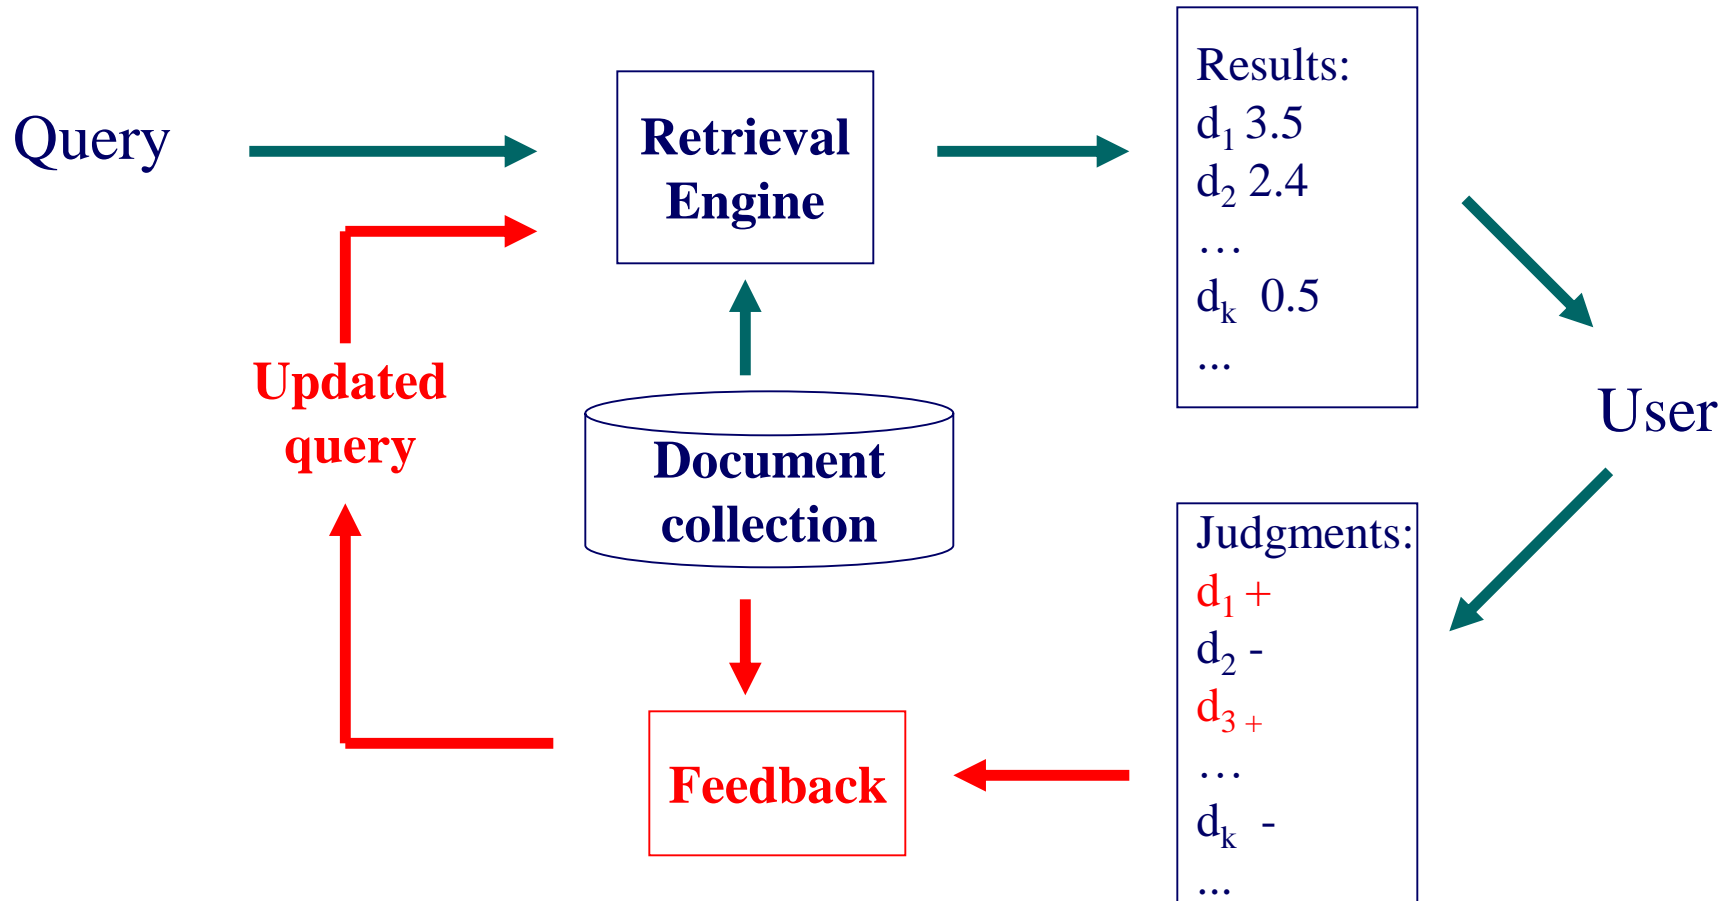 Query
Retrieval
Engine
Results:
d₁ 3.5
d₂ 2.4
…
dₖ 0.5
...
Updated
query
Document
collection
User
Judgments:
d₁ +
d₂ -
d₃ +
…
dₖ -
...
Feedback